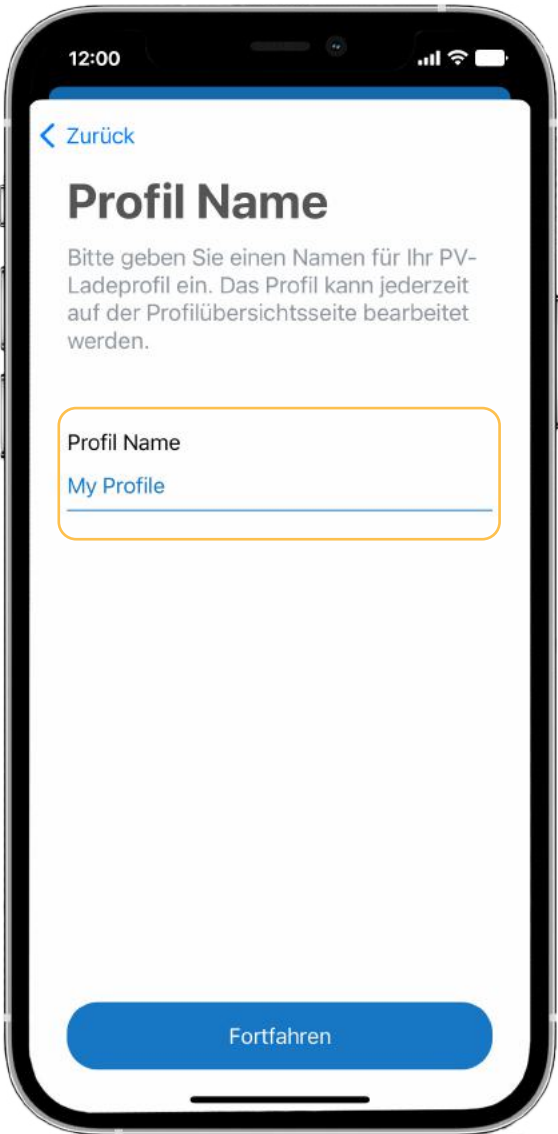 12:00
Zurück
Profil Name
Bitte geben Sie einen Namen für Ihr PV-
Ladeprofil ein. Das Profil kann jederzeit
auf der Profilübersichtsseite bearbeitet
werden.
Profil Name
My Profile
Fortfahren